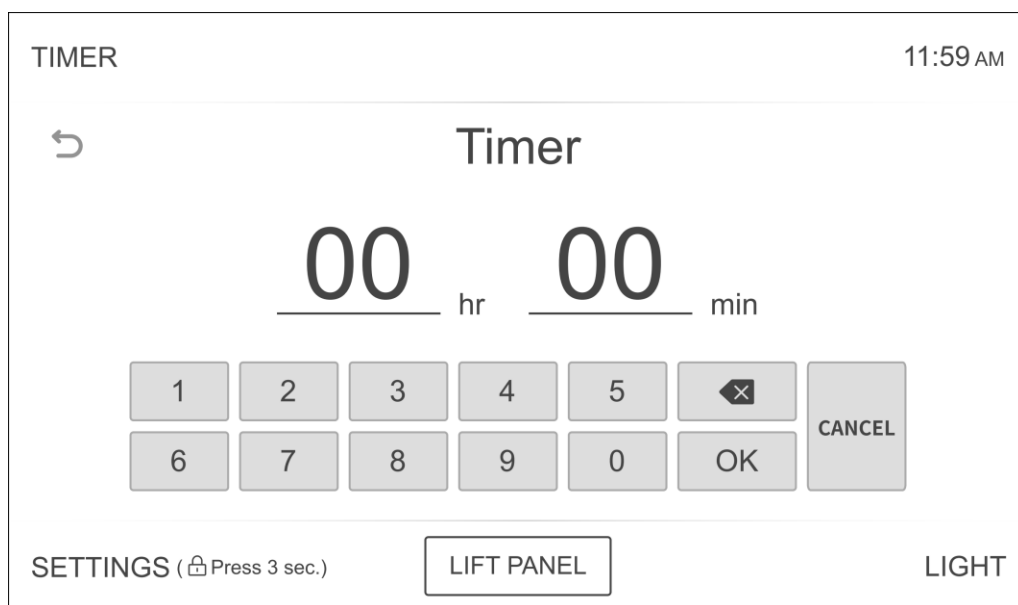 TIMER 11:59 AM
Timer
00 hr 00 min
1 2 3 4 5
CANCEL
6 7 8 9 0 OK
SETTINGS ( Press 3 sec.) LIFT PANEL LIGHT